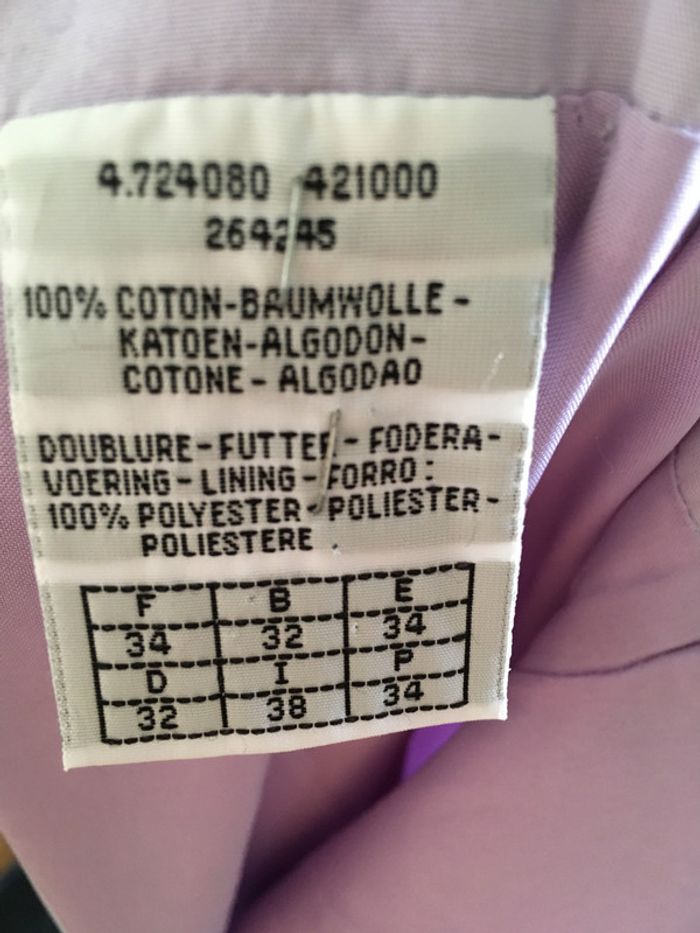 4.724080 421000
264245
100% COTON-BAUMWOLLE-
KATOEN-ALGODON-
COTONE-ALGODAO
DOUBLURE-FUTTER-FODERA-
VOERING-LINING-FORRO:
100% POLYESTER-POLIESTER-
POLIESTERE
F B E
34 32 34
D I P
32 38 34